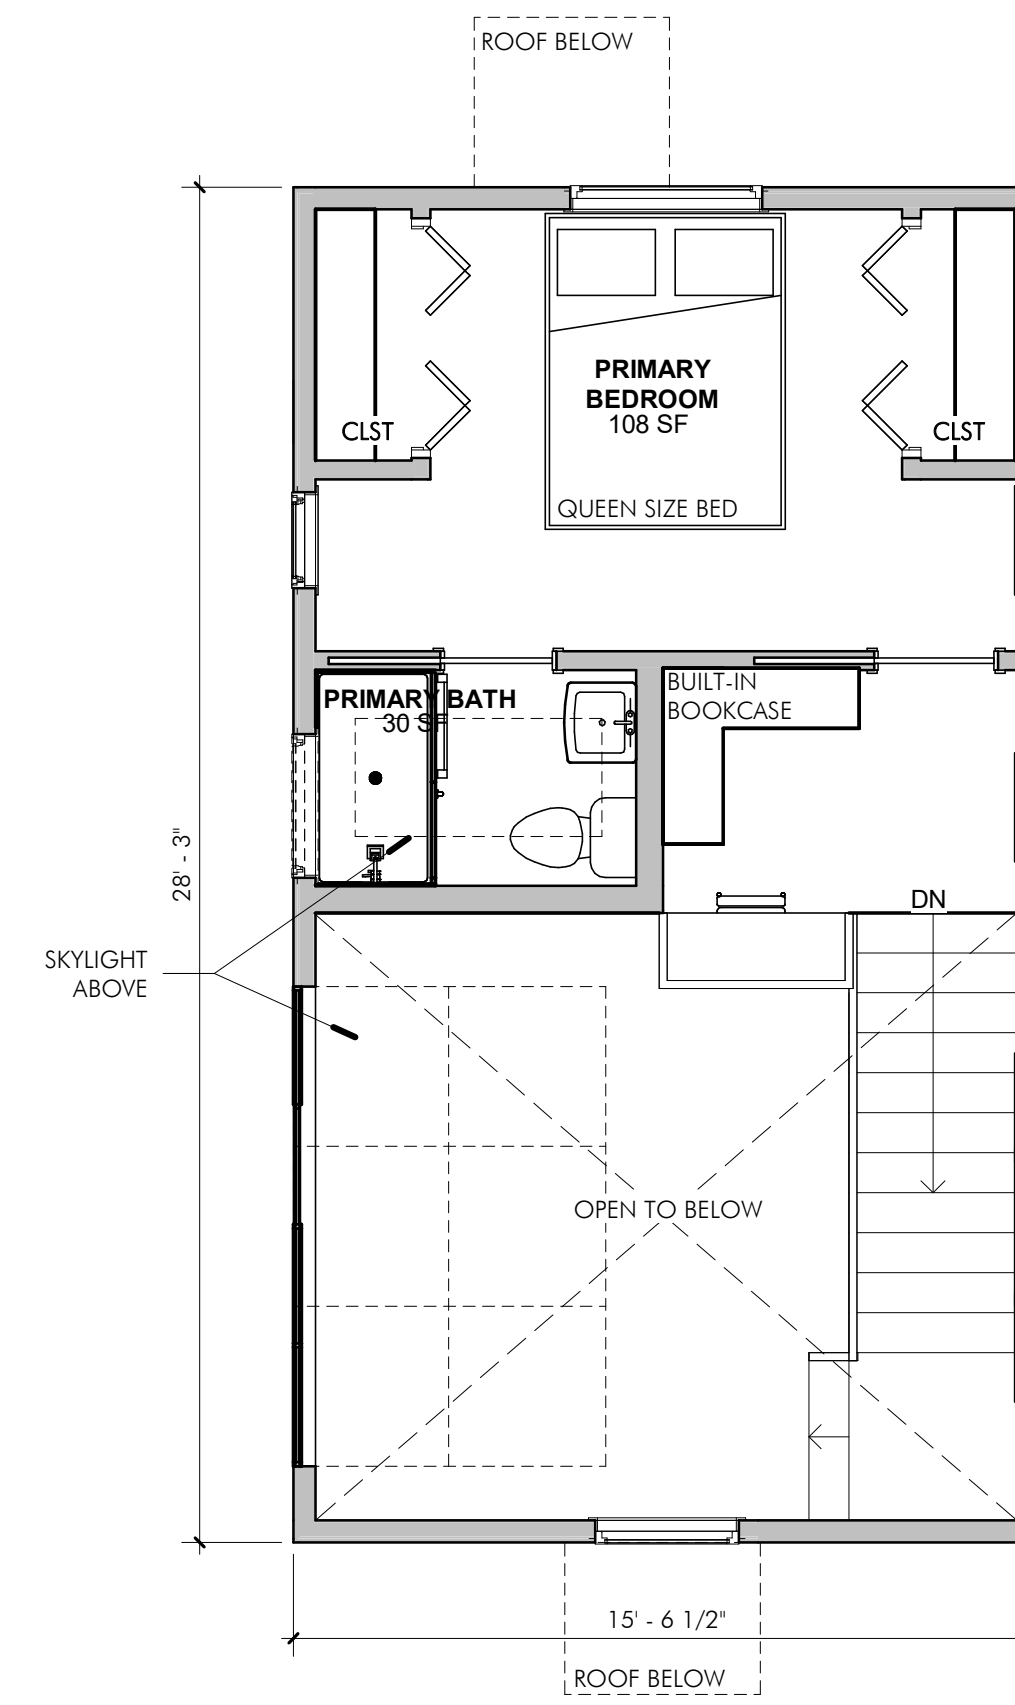 ROOF BELOW
PRIMARY
BEDROOM
108 SF
CLST
CLST
QUEEN SIZE BED
BUILT-IN
BOOKCASE
PRIMARY BATH
30 SF
28' - 3"
DN
SKYLIGHT
ABOVE
OPEN TO BELOW
15' - 6 1/2"
ROOF BELOW